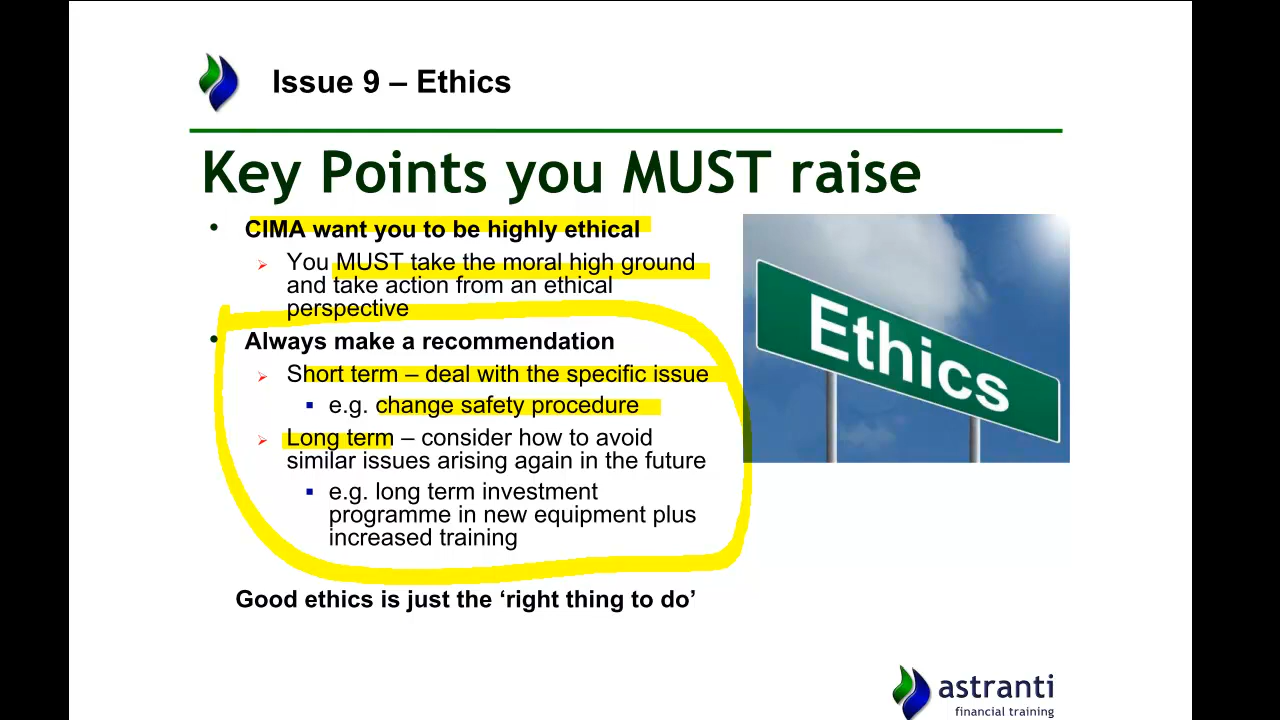 Issue 9 – Ethics
Key Points you MUST raise
• CIMA want you to be highly ethical
You MUST take the moral high ground
and take action from an ethical
perspective
• Always make a recommendation
Short term – deal with the specific issue
▪ e.g. change safety procedure
Long term – consider how to avoid
similar issues arising again in the future
▪ e.g. long term investment
programme in new equipment plus
increased training
Good ethics is just the ‘right thing to do’
Ethics
astranti
financial training